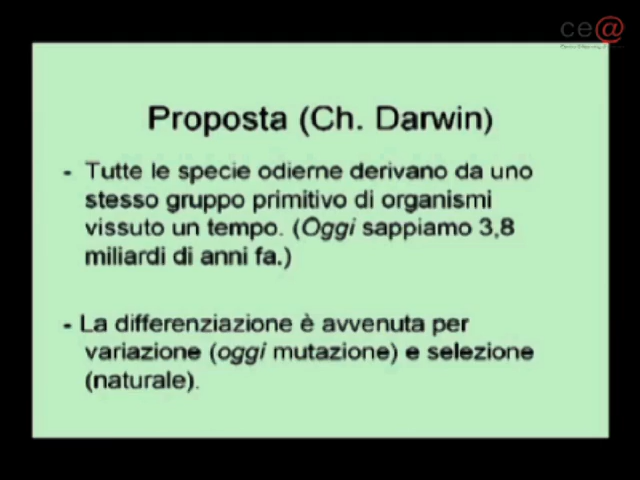 ce@
Proposta (Ch. Darwin)
- Tutte le specie odierne derivano da uno
stesso gruppo primitivo di organismi
vissuto un tempo. (Oggi sappiamo 3,8
miliardi di anni fa.)
- La differenziazione è avvenuta per
variazione (oggi mutazione) e selezione
(naturale).